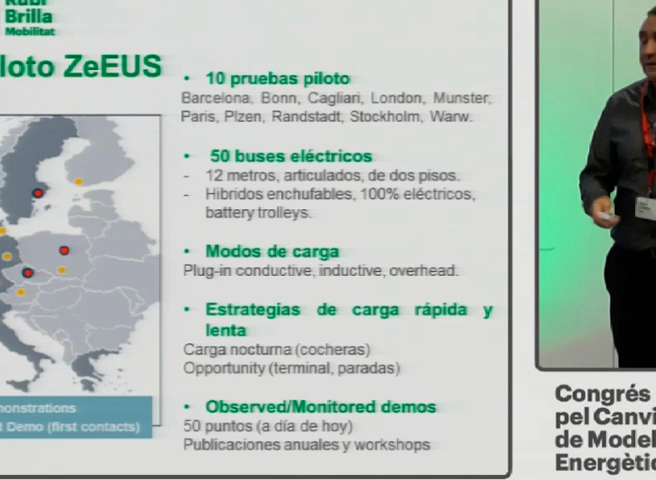 Rubí
Brilla
Mobilitat
loto ZeEUS
• 10 pruebas piloto
Barcelona, Bonn, Cagliari, London, Munster,
Paris, Plzen, Randstadt, Stockholm, Warw.
• 50 buses eléctricos
- 12 metros, articulados, de dos pisos.
- Hibridos enchufables, 100% eléctricos,
battery trolleys.
• Modos de carga
Plug-in conductive, inductive, overhead.
• Estrategias de carga rápida y
lenta
Carga nocturna (cocheras)
Opportunity (terminal, paradas)
• Observed/Monitored demos
50 puntos (a día de hoy)
Publicaciones anuales y workshops
monstrations
d Demo (first contacts)
Congrés
pel Canvi
de Model
Energètic